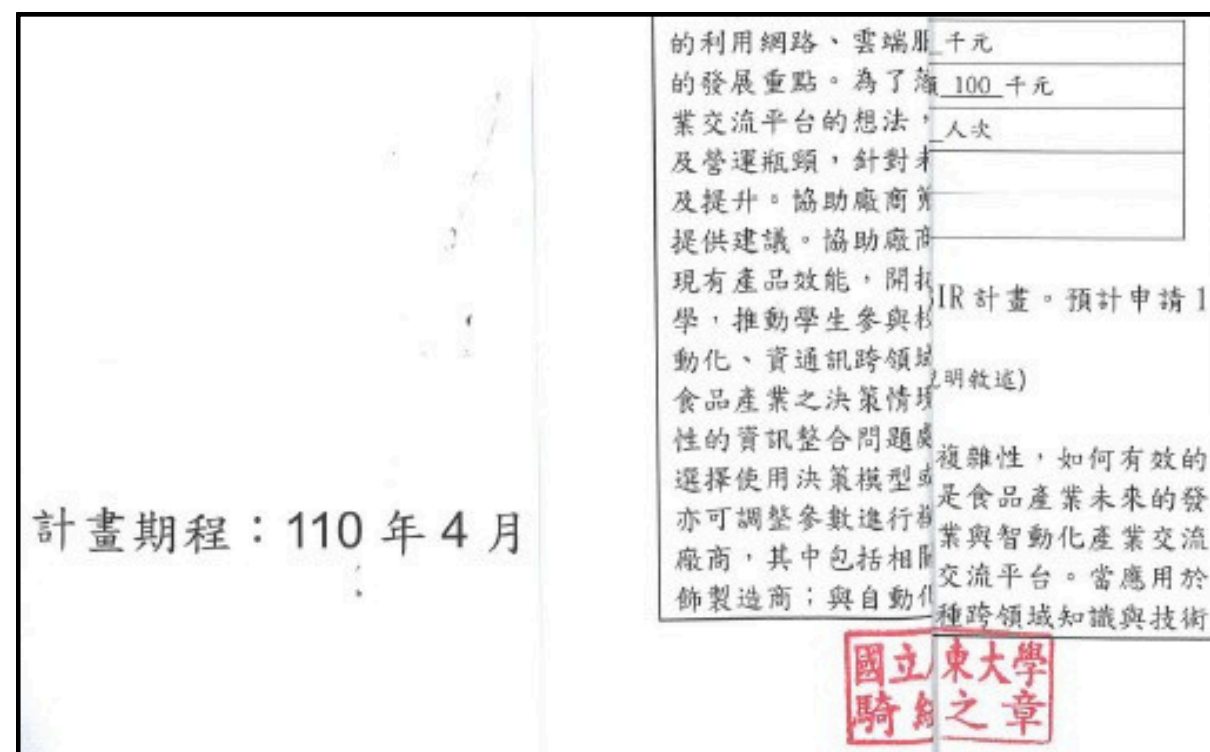 計畫期程：110 年 4 月
的利用網路、雲端服
的發展重點。為了落
業交流平台的想法，
及營運瓶頸，針對未
及提升。協助廠商
提供建議。協助廠商
現有產品效能，開拓
學，推動學生參與校
動化、資通訊跨領域
食品產業之決策情境
性的資訊整合問題處
選擇使用決策模型或
亦可調整參數進行模
廠商，其中包括相關
飾製造商；與自動化
千元
額 100 千元
人次
IR 計畫。預計申請 1
明敘述)
複雜性，如何有效的
是食品產業未來的發
業與智動化產業交流
交流平台。當應用於
種跨領域知識與技術
國立 東大學
騎縫之章